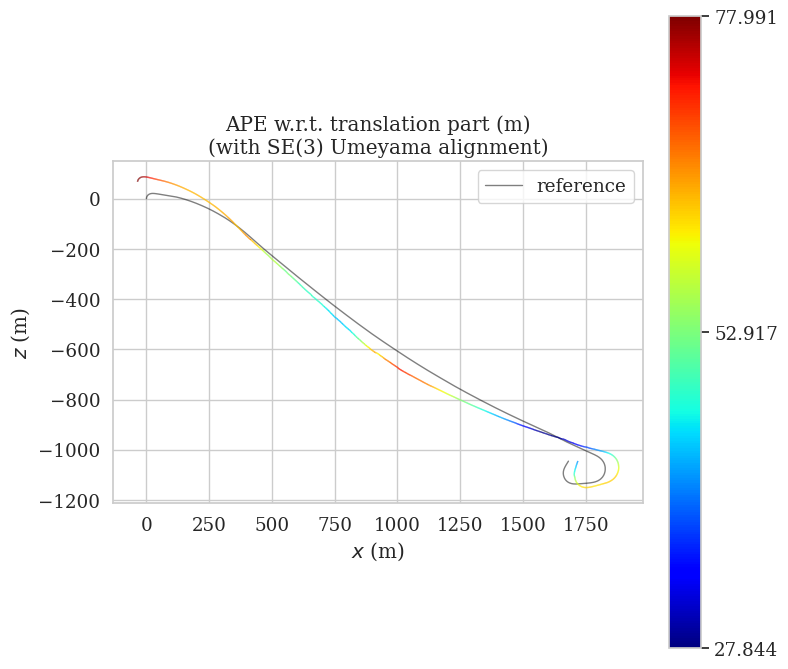 APE w.r.t. translation part (m)
(with SE(3) Umeyama alignment)
reference
0
−200
−400
−600
−800
−1000
−1200
z (m)
0 250 500 750 1000 1250 1500 1750
x (m)
77.991
52.917
27.844